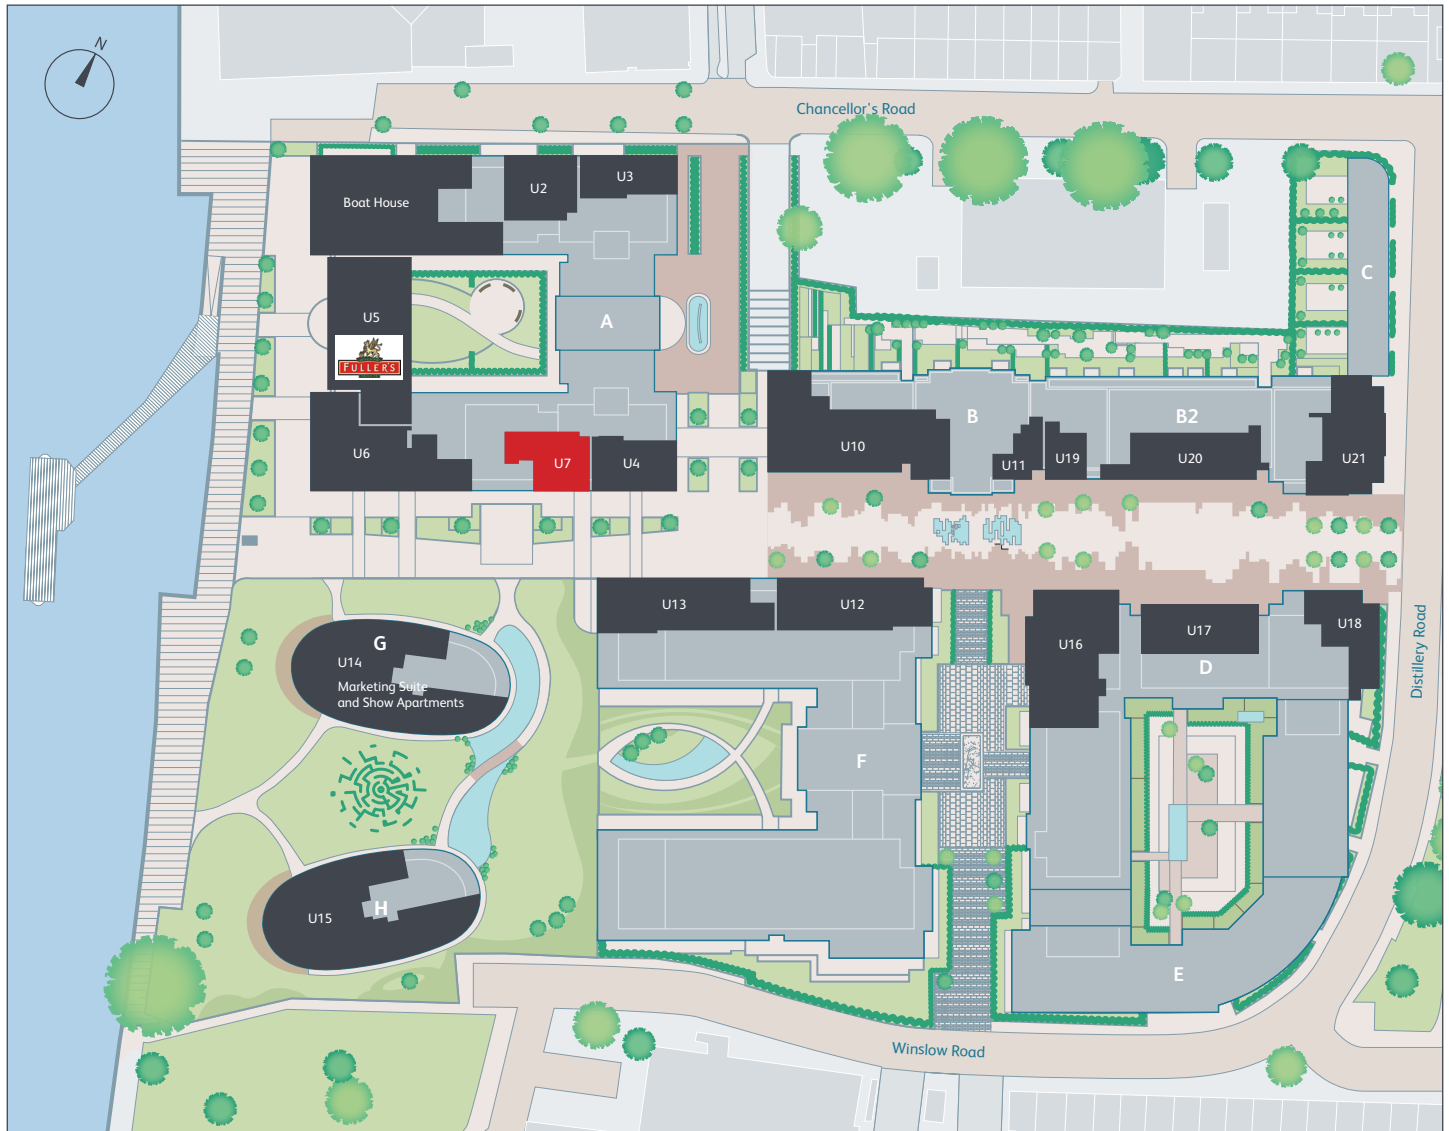 N
Chancellor's Road
Boat House
U2
U3
U5
FULLER'S
A
C
B
B2
U6
U7
U4
U10
U11
U19
U20
U21
U13
U12
U16
U17
U18
D
Distillery Road
G
U14
Marketing Suite
and Show Apartments
F
U15
H
E
Winslow Road